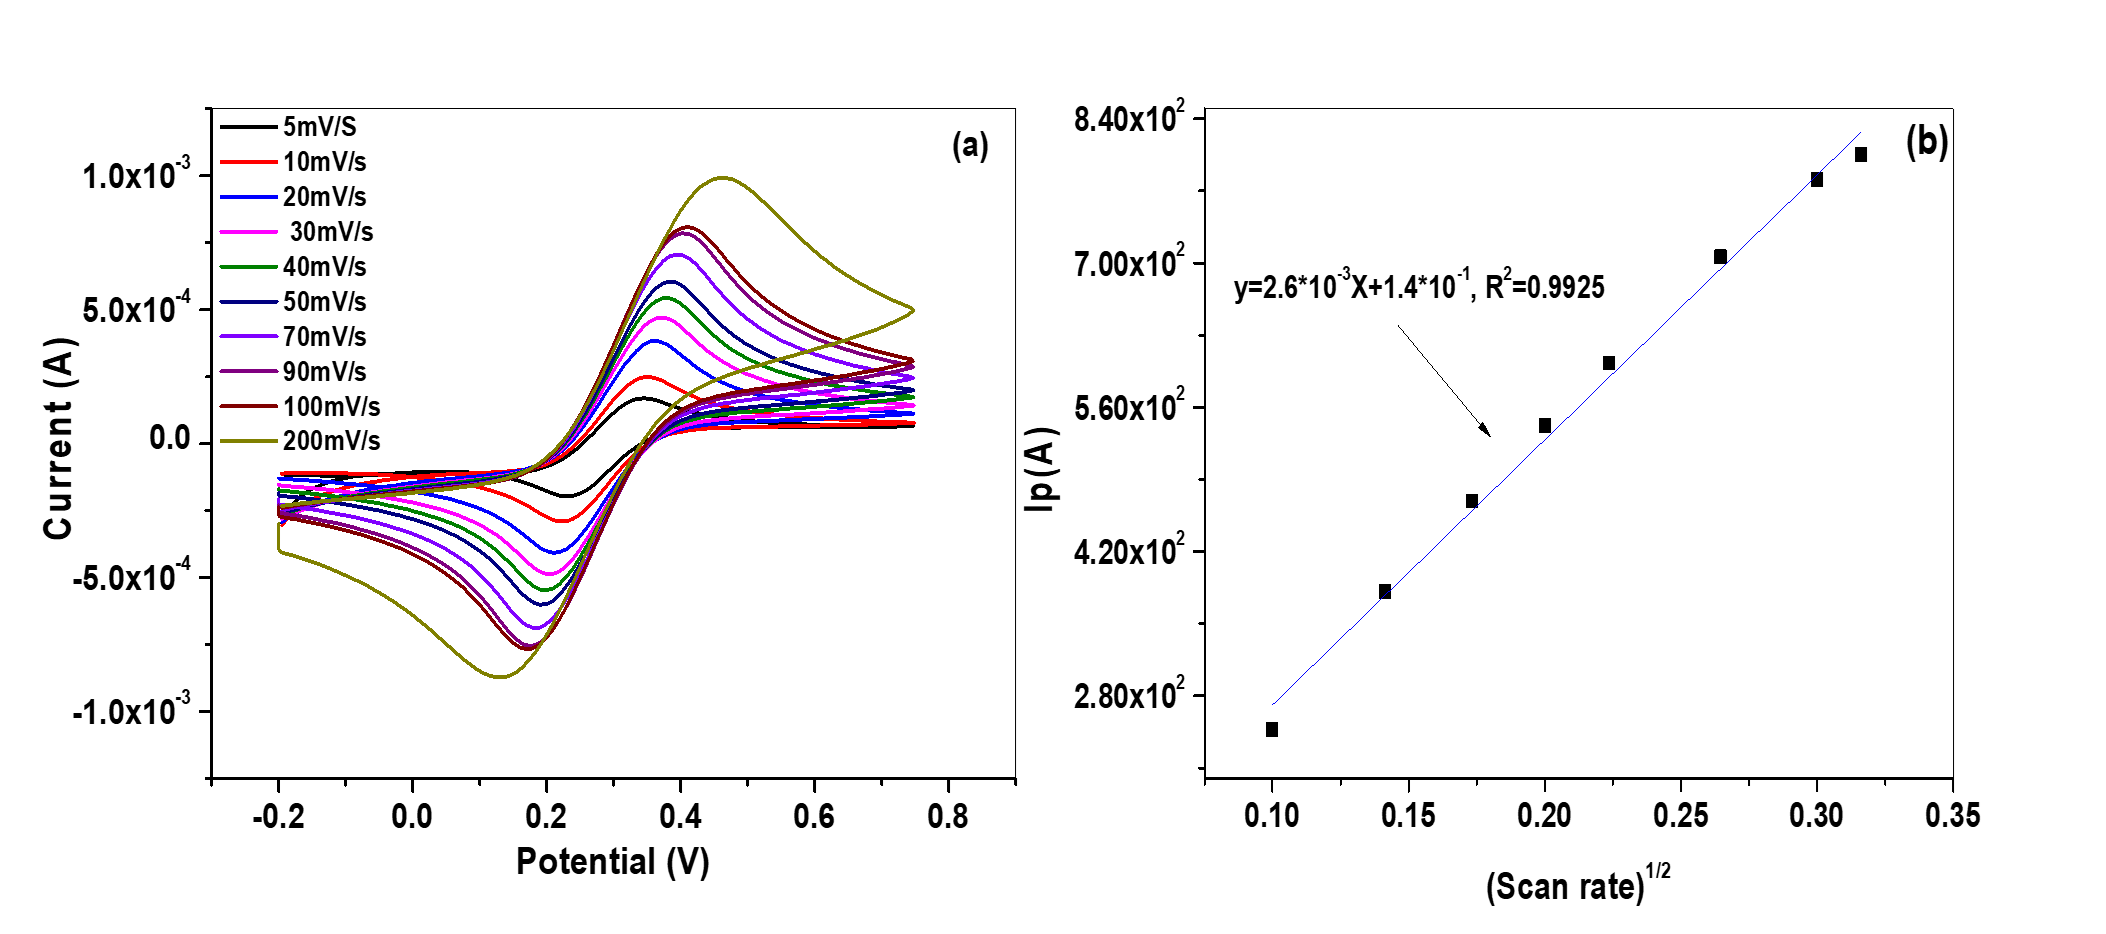 5mV/S
10mV/s
20mV/s
30mV/s
40mV/s
50mV/s
70mV/s
90mV/s
100mV/s
200mV/s
(a)
1.0x10⁻³
5.0x10⁻⁴
0.0
-5.0x10⁻⁴
-1.0x10⁻³
Current (A)
-0.2 0.0 0.2 0.4 0.6 0.8
Potential (V)
(b)
8.40x10²
7.00x10²
5.60x10²
4.20x10²
2.80x10²
Ip(A)
y=2.6*10⁻³X+1.4*10⁻¹, R²=0.9925
0.10 0.15 0.20 0.25 0.30 0.35
(Scan rate)¹/²